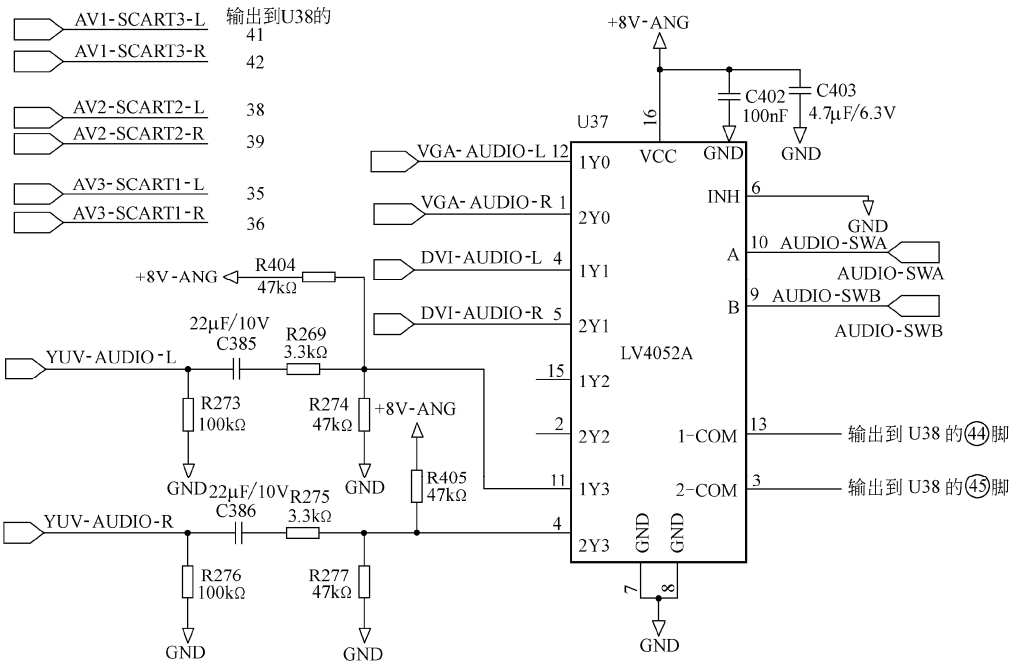 AV1-SCART3-L
输出到U38的
41
AV1-SCART3-R
42
AV2-SCART2-L
38
AV2-SCART2-R
39
AV3-SCART1-L
35
AV3-SCART1-R
36
+8V-ANG
16
C402
100nF
GND
C403
4.7μF/6.3V
GND
U37
VCC
VGA-AUDIO-L 12
1Y0
VGA-AUDIO-R 1
2Y0
DVI-AUDIO-L 4
1Y1
DVI-AUDIO-R 5
2Y1
15
1Y2
2
2Y2
11
1Y3
4
2Y3
INH
6
GND
A
10 AUDIO-SWA
AUDIO-SWA
B
9 AUDIO-SWB
AUDIO-SWB
LV4052A
1-COM
13
输出到 U38 的㊹脚
2-COM
3
输出到 U38 的㊺脚
GND
GND
7
8
GND
+8V-ANG
R404
47kΩ
22μF/10V
C385
R269
3.3kΩ
YUV-AUDIO-L
R273
100kΩ
GND
R274
47kΩ
GND
+8V-ANG
R405
47kΩ
22μF/10V
C386
R275
3.3kΩ
YUV-AUDIO-R
R276
100kΩ
GND
R277
47kΩ
GND